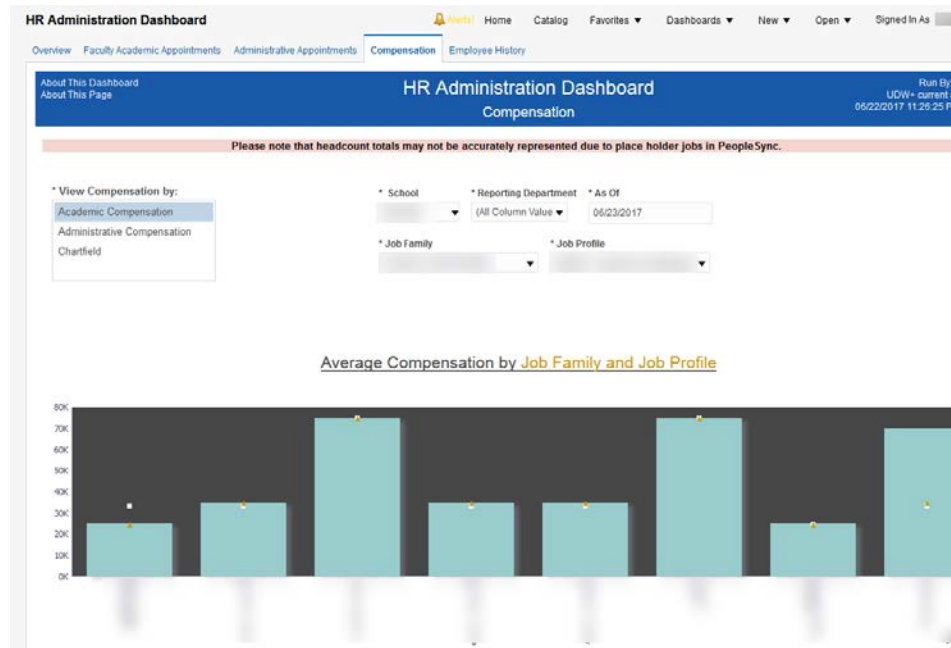 HR Administration Dashboard
Alerts! Home Catalog Favorites ▼ Dashboards ▼ New ▼ Open ▼ Signed In As
Overview Faculty Academic Appointments Administrative Appointments Compensation Employee History
About This Dashboard
About This Page
HR Administration Dashboard
Compensation
Run By
UDW+ current
06/22/2017 11:26:25 P
Please note that headcount totals may not be accurately represented due to place holder jobs in PeopleSync.
* View Compensation by:
Academic Compensation
Administrative Compensation
Chartfield
* School * Reporting Department * As Of
(All Column Value ▼ 06/23/2017
* Job Family * Job Profile
Average Compensation by Job Family and Job Profile
80K
70K
60K
50K
40K
30K
20K
10K
0K